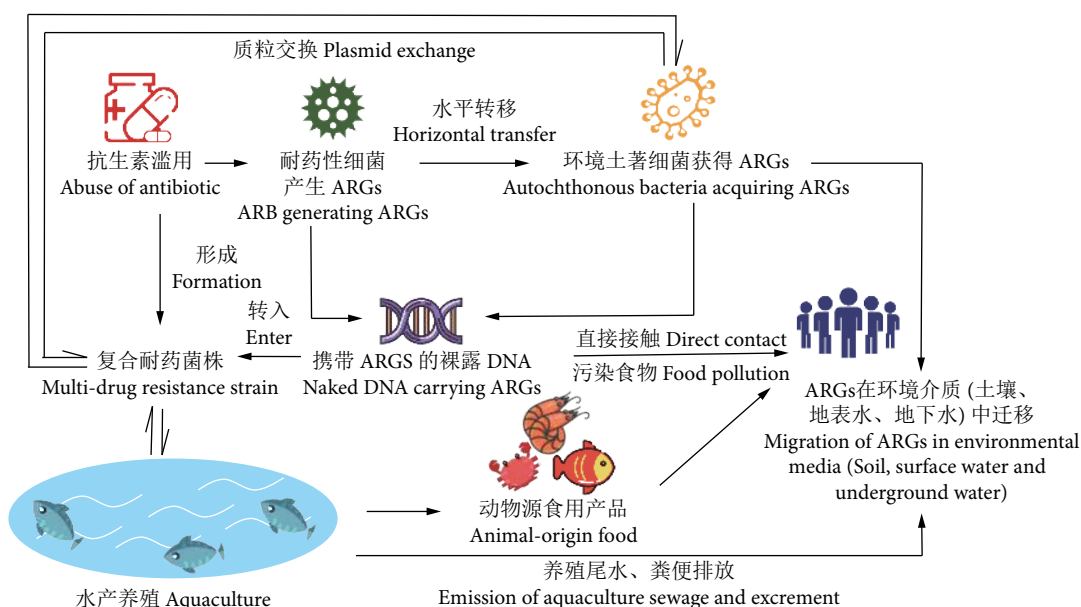 质粒交换 Plasmid exchange
抗生素滥用
Abuse of antibiotic
耐药性细菌
产生 ARGs
ARB generating ARGs
水平转移
Horizontal transfer
环境土著细菌获得 ARGs
Autochthonous bacteria acquiring ARGs
形成
Formation
转入
Enter
复合耐药菌株
Multi-drug resistance strain
携带 ARGS 的裸露 DNA
Naked DNA carrying ARGs
直接接触 Direct contact
污染食物 Food pollution
ARGs在环境介质 (土壤、
地表水、地下水) 中迁移
Migration of ARGs in environmental
media (Soil, surface water and
underground water)
动物源食用产品
Animal-origin food
养殖尾水、粪便排放
Emission of aquaculture sewage and excrement
水产养殖 Aquaculture